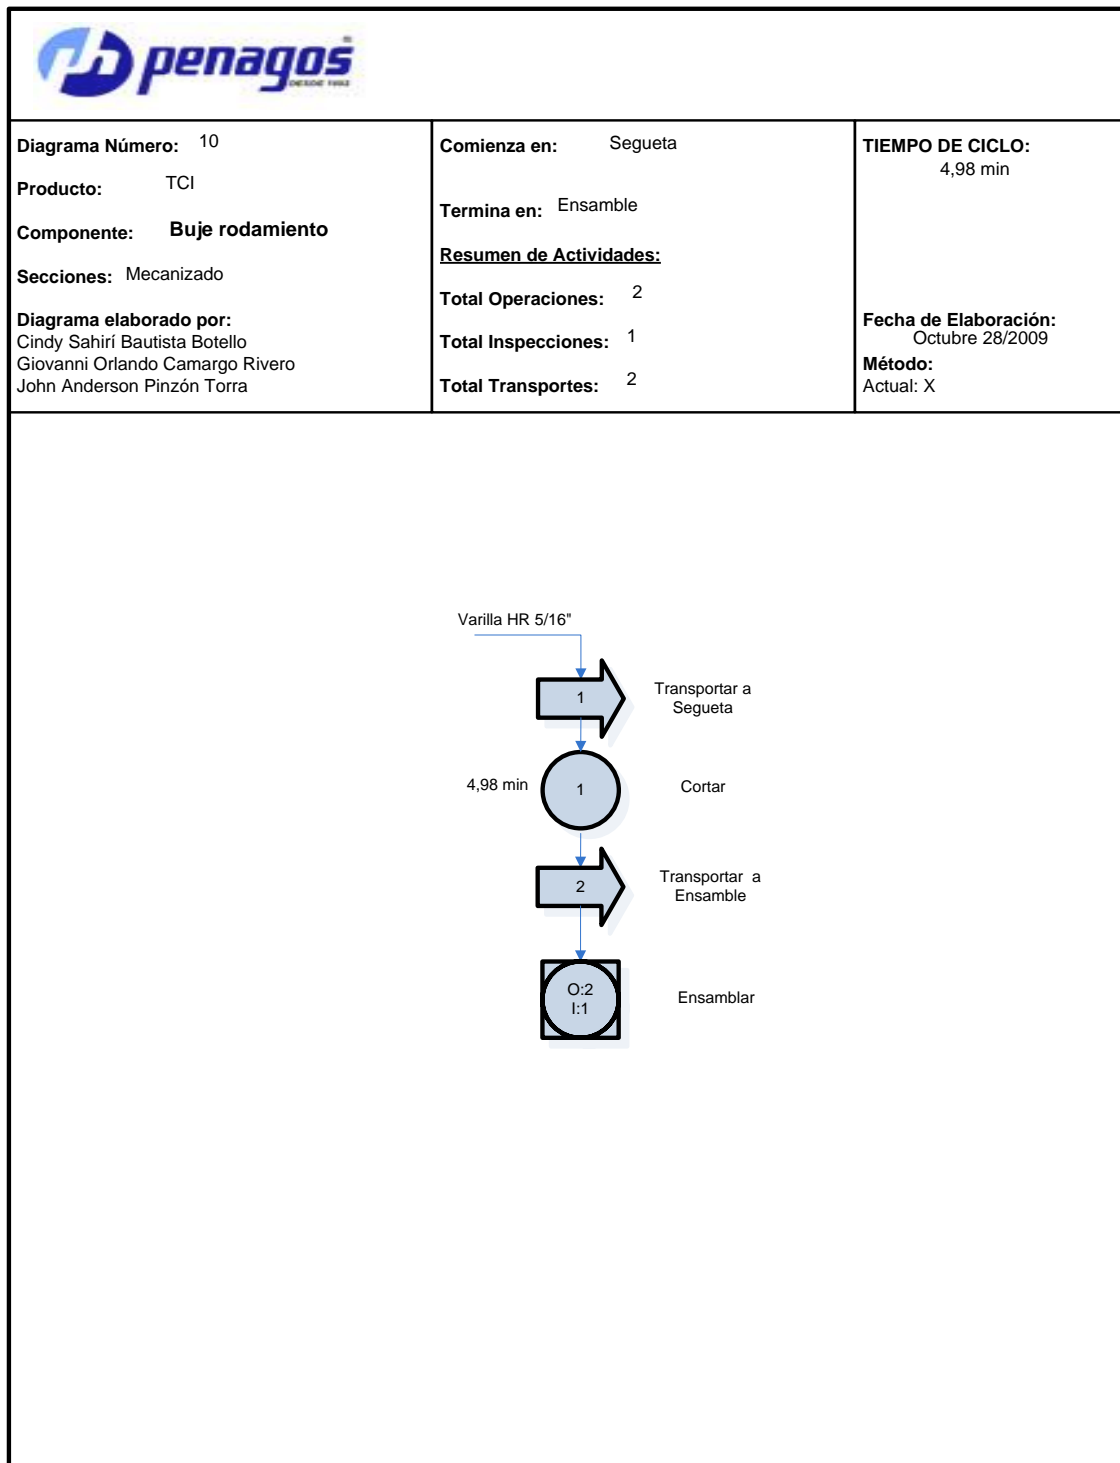 penagos
DESDE 1892
Diagrama Número: 10
Producto: TCI
Componente: Buje rodamiento
Secciones: Mecanizado
Diagrama elaborado por:
Cindy Sahirí Bautista Botello
Giovanni Orlando Camargo Rivero
John Anderson Pinzón Torra
Comienza en: Segueta
Termina en: Ensamble
Resumen de Actividades:
Total Operaciones: 2
Total Inspecciones: 1
Total Transportes: 2
TIEMPO DE CICLO:
4,98 min
Fecha de Elaboración:
Octubre 28/2009
Método:
Actual: X
Varilla HR 5/16"
1
Transportar a
Segueta
4,98 min
1
Cortar
2
Transportar a
Ensamble
O:2
I:1
Ensamblar